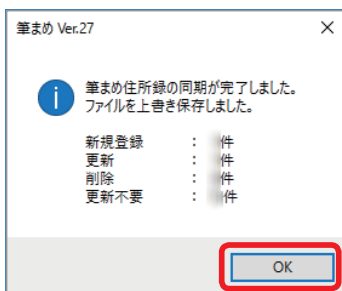 筆まめ Ver.27
筆まめ住所録の同期が完了しました。
ファイルを上書き保存しました。
新規登録 : 件
更新 : 件
削除 : 件
更新不要 : 件
OK